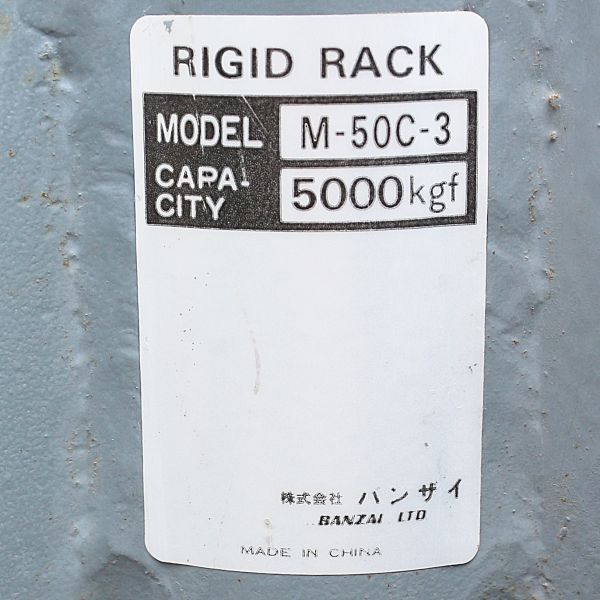 RIGID RACK
MODEL M-50C-3
CAPA-
CITY 5000kgf
株式会社 バンザイ
BANZAI LTD
MADE IN CHINA